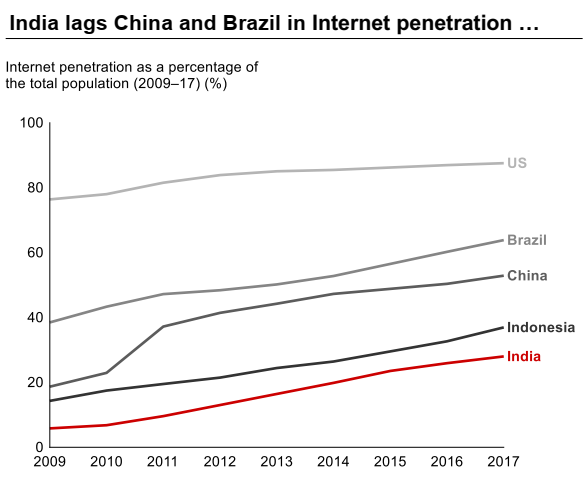 India lags China and Brazil in Internet penetration …
Internet penetration as a percentage of
the total population (2009–17) (%)
100
80
60
40
20
0
US
Brazil
China
Indonesia
India
2009 2010 2011 2012 2013 2014 2015 2016 2017